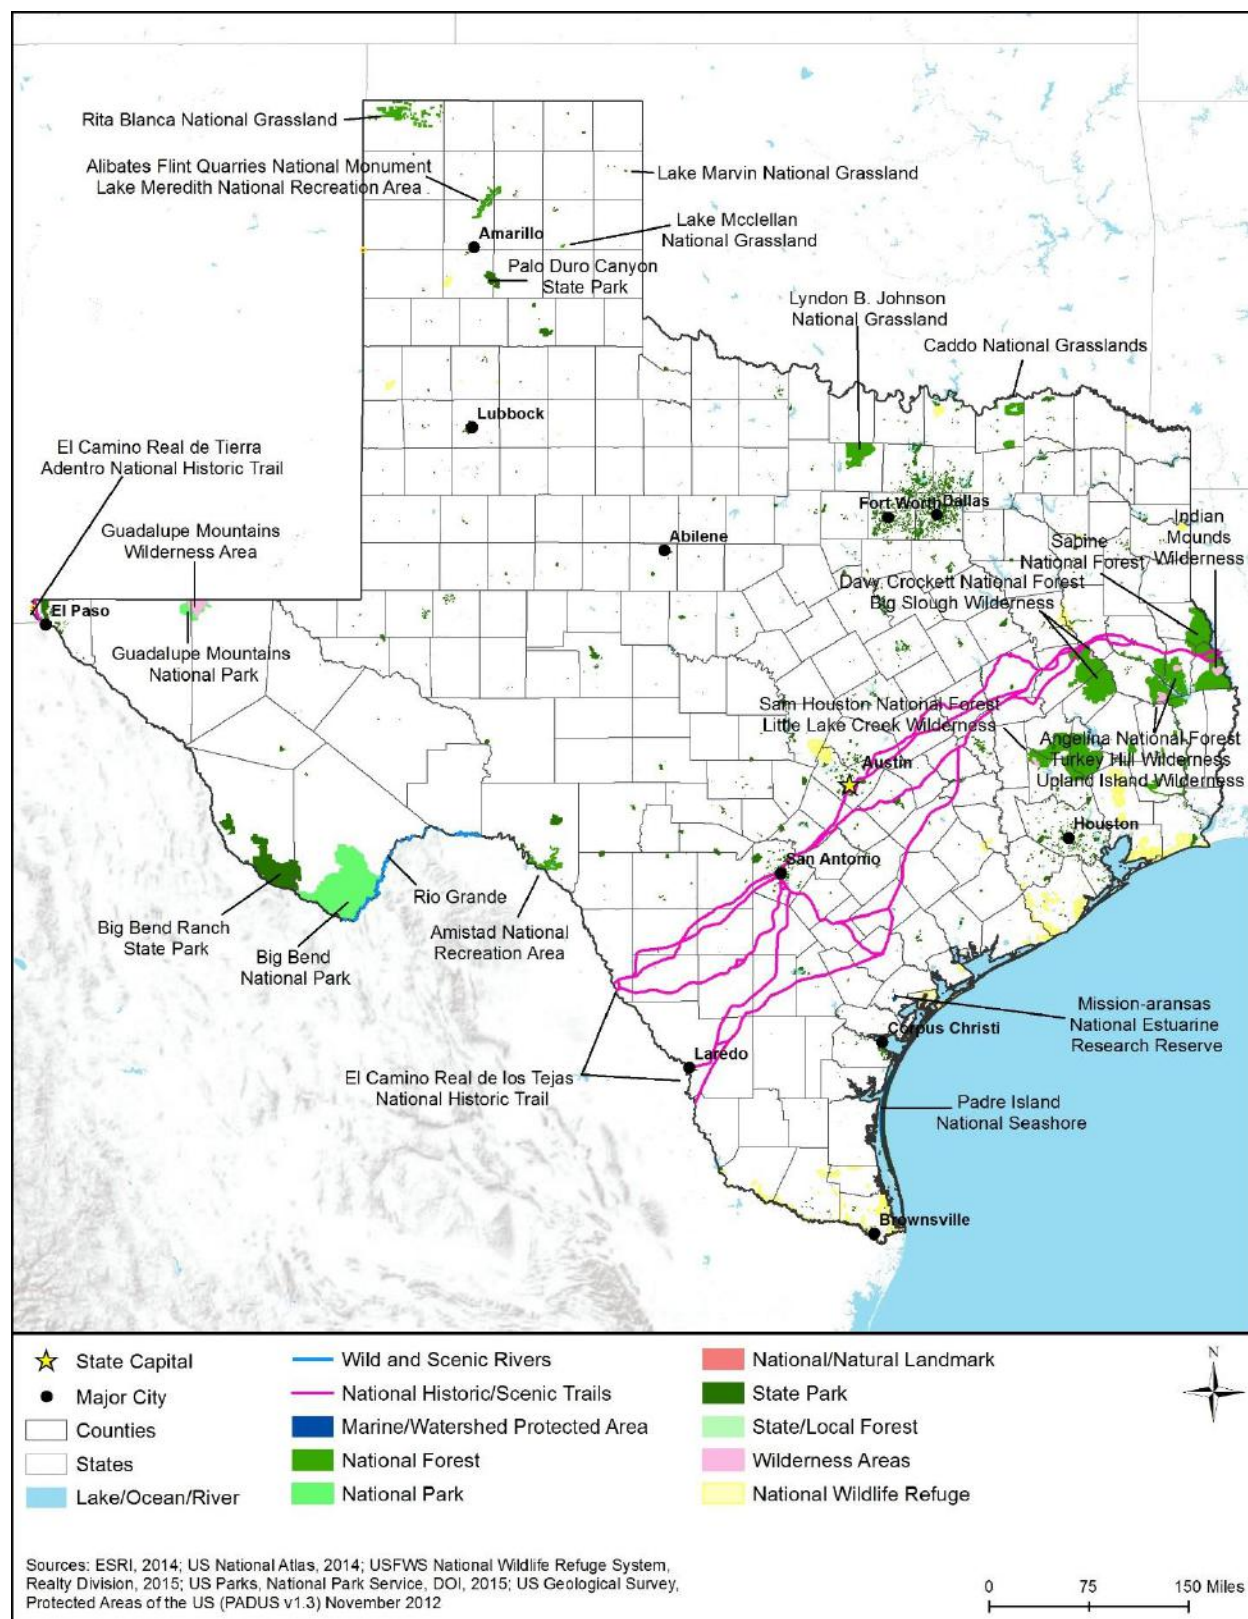 Rita Blanca National Grassland
Alibates Flint Quarries National Monument
Lake Meredith National Recreation Area
Lake Marvin National Grassland
Lake Mcclellan
National Grassland
Amarillo
Palo Duro Canyon
State Park
Lyndon B. Johnson
National Grassland
Caddo National Grasslands
Lubbock
El Camino Real de Tierra
Adentro National Historic Trail
Guadalupe Mountains
Wilderness Area
Fort Worth
Dallas
Abilene
Indian
Mounds
Wilderness
Sabine
National Forest
Davy Crockett National Forest
Big Slough Wilderness
El Paso
Guadalupe Mountains
National Park
Sam Houston National Forest
Little Lake Creek Wilderness
Angelina National Forest
Turkey Hill Wilderness
Upland Island Wilderness
Austin
Houston
San Antonio
Rio Grande
Big Bend Ranch
State Park
Big Bend
National Park
Amistad National
Recreation Area
Mission-aransas
National Estuarine
Research Reserve
Corpus Christi
Laredo
El Camino Real de los Tejas
National Historic Trail
Padre Island
National Seashore
Brownsville
State Capital
Major City
Counties
States
Lake/Ocean/River
Wild and Scenic Rivers
National Historic/Scenic Trails
Marine/Watershed Protected Area
National Forest
National Park
National/Natural Landmark
State Park
State/Local Forest
Wilderness Areas
National Wildlife Refuge
N
Sources: ESRI, 2014; US National Atlas, 2014; USFWS National Wildlife Refuge System,
Realty Division, 2015; US Parks, National Park Service, DOI, 2015; US Geological Survey,
Protected Areas of the US (PADUS v1.3) November 2012
0 75 150 Miles